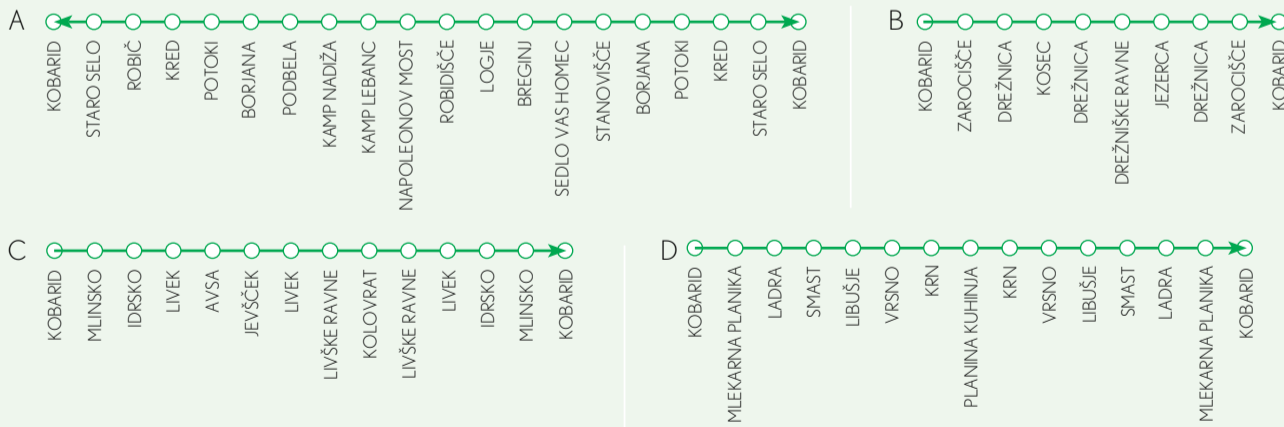 A
KOBARID
STARO SELO
ROBIČ
KRED
POTOKI
BORJANA
PODBELA
KAMP NADIŽA
KAMP LEBANC
NAPOLEONOV MOST
ROBIDIŠČE
LOGJE
BREGINJ
SEDLO VAS HOMEC
STANOVIŠČE
BORJANA
POTOKI
KRED
STARO SELO
KOBARID
B
KOBARID
ZAROCIŠČE
DREŽNICA
KOSEC
DREŽNICA
DREŽNIŠKE RAVNE
JEZERCA
DREŽNICA
ZAROCIŠČE
KOBARID
C
KOBARID
MLINSKO
IDRSKO
LIVEK
AVSA
JEVŠČEK
LIVEK
LIVŠKE RAVNE
KOLOVRAT
LIVŠKE RAVNE
LIVEK
IDRSKO
MLINSKO
KOBARID
D
KOBARID
MLEKARNA PLANIKA
LADRA
SMAST
LIBUŠJE
VRSNO
KRN
PLANINA KUHINJA
KRN
VRSNO
LIBUŠJE
SMAST
LADRA
MLEKARNA PLANIKA
KOBARID